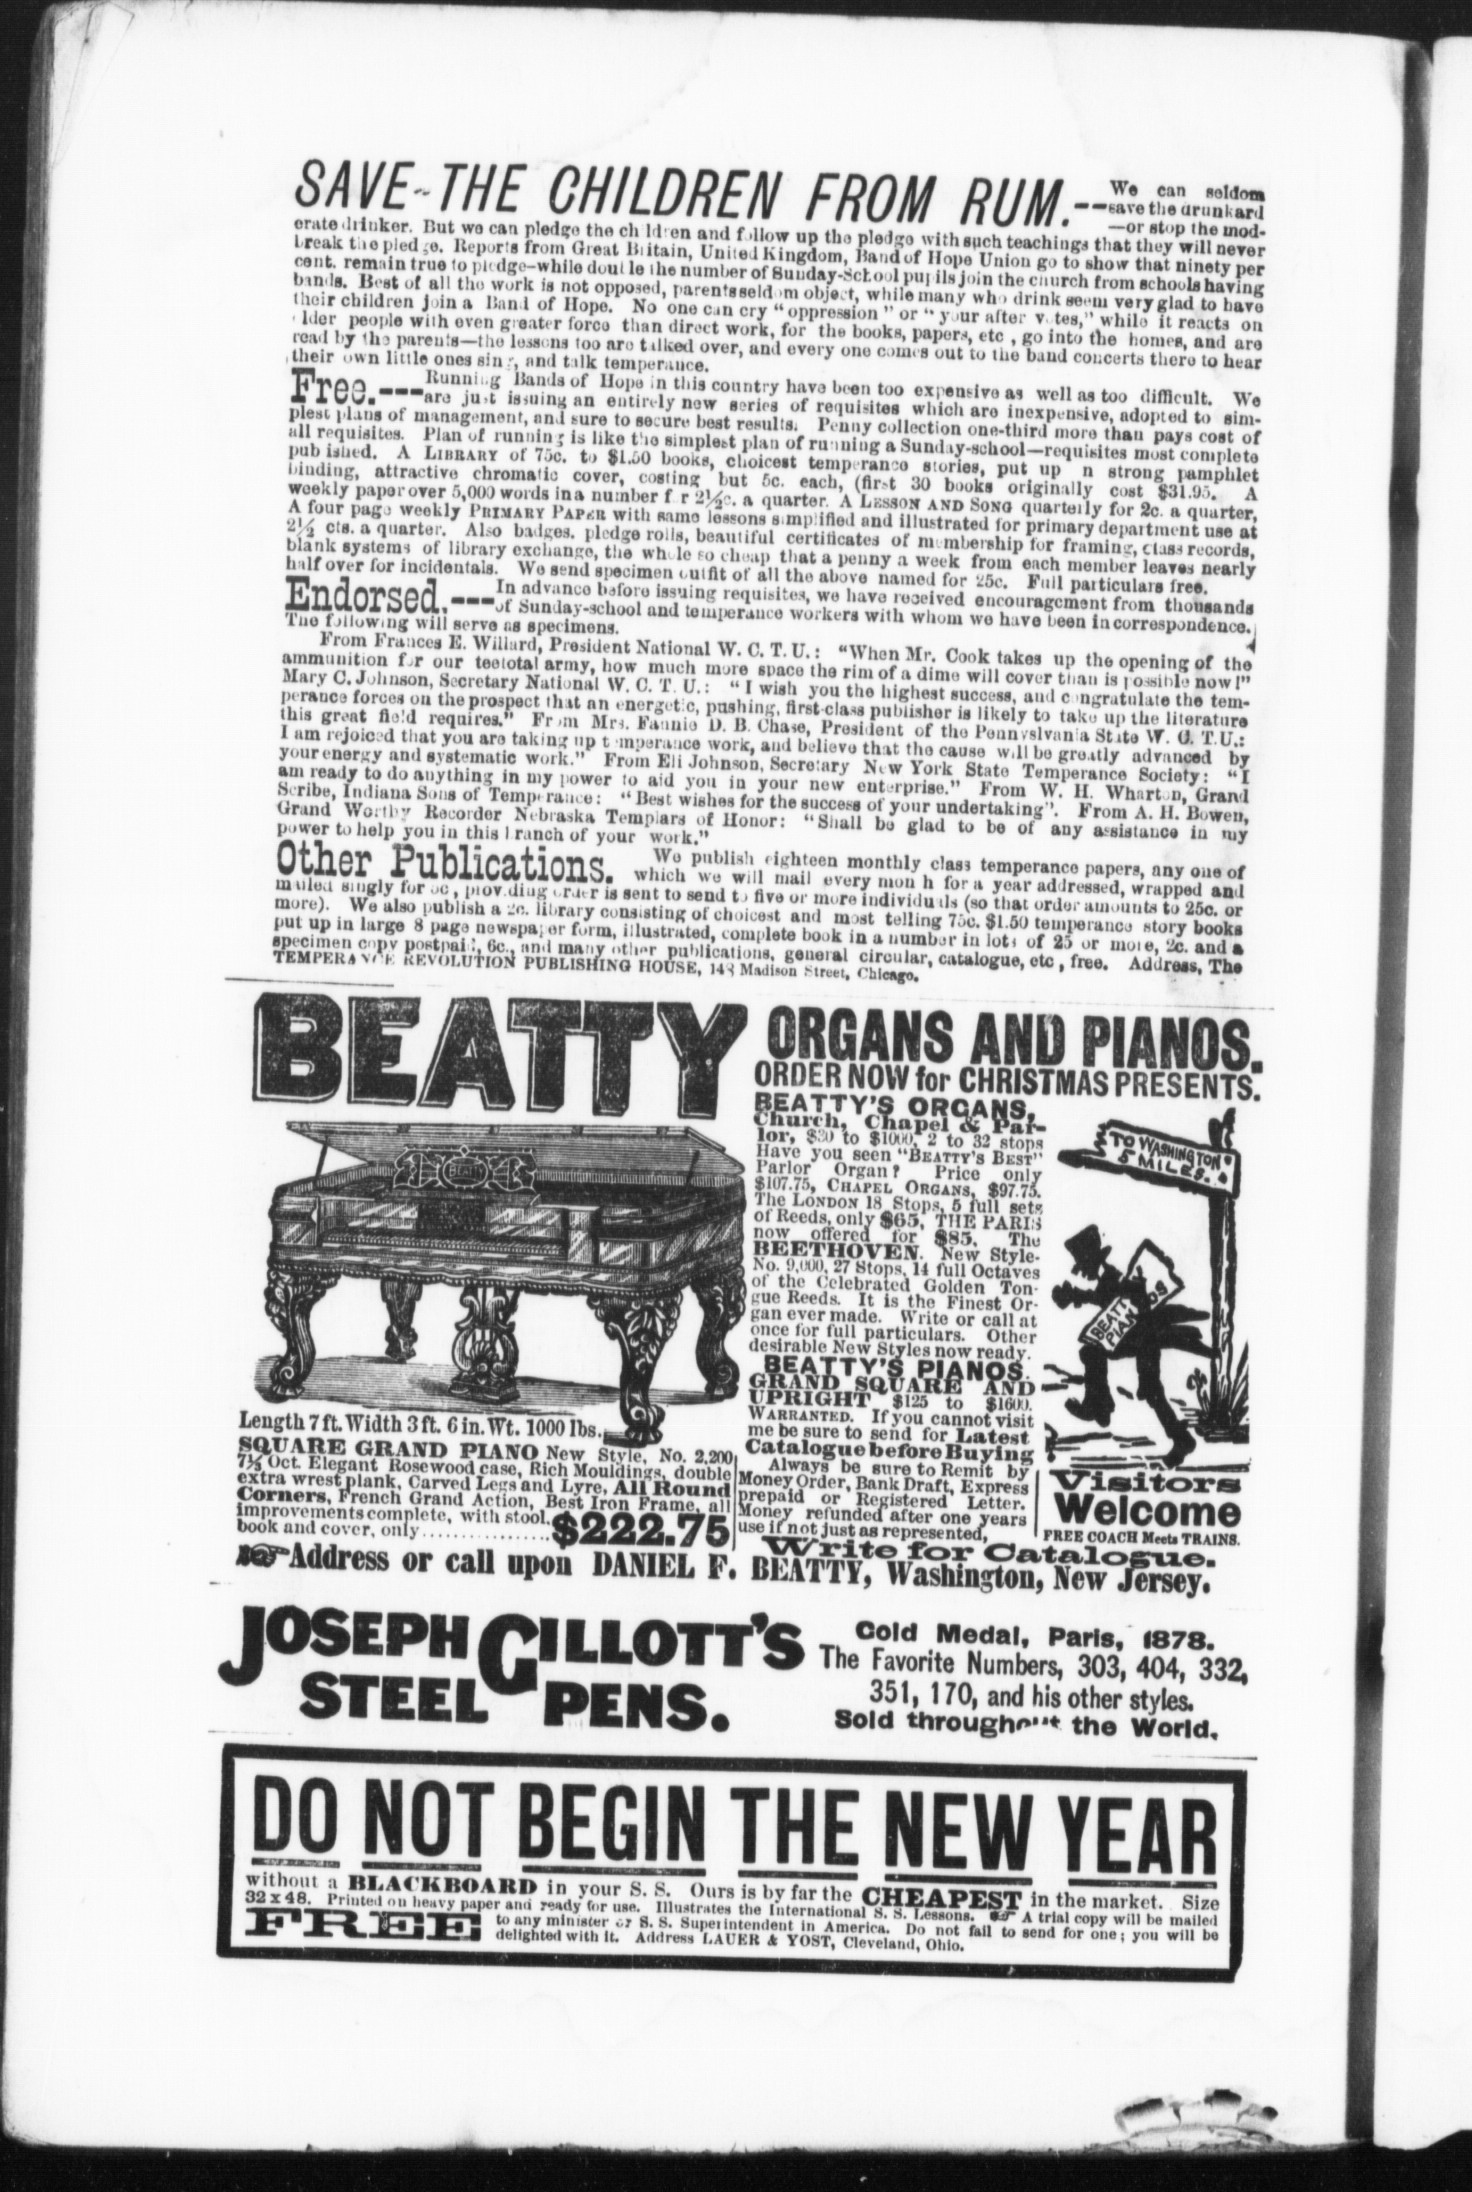 SAVE THE CHILDREN FROM RUM.--We can seldom
save the drunkard
—or stop the mod-
erate drinker. But we can pledge the children and follow up the pledge with such teachings that they will never
break the pledge. Reports from Great Britain, United Kingdom, Band of Hope Union go to show that ninety per
cent. remain true to pledge—while double the number of Sunday-School pupils join the church from schools having
bands. Best of all the work is not opposed, parents seldom object, while many who drink seem very glad to have
their children join a Band of Hope. No one can cry "oppression" or "your after votes," while it reacts on
older people with even greater force than direct work, for the books, papers, etc, go into the homes, and are
read by the parents—the lessons too are talked over, and every one comes out to the band concerts there to hear
their own little ones sing, and talk temperance.
Free.---Running Bands of Hope in this country have been too expensive as well as too difficult. We
are just issuing an entirely new series of requisites which are inexpensive, adopted to sim-
plest plans of management, and sure to secure best results. Penny collection one-third more than pays cost of
all requisites. Plan of running is like the simplest plan of running a Sunday-school—requisites most complete
published. A LIBRARY of 75c. to $1.50 books, choicest temperance stories, put up in strong pamphlet
binding, attractive chromatic cover, costing but 5c. each, (first 30 books originally cost $31.95. A
weekly paper over 5,000 words in a number for 2½c. a quarter. A LESSON AND SONG quarterly for 2c. a quarter,
A four page weekly PRIMARY PAPER with same lessons simplified and illustrated for primary department use at
2½ cts. a quarter. Also badges, pledge rolls, beautiful certificates of membership for framing, class records,
blank systems of library exchange, the whole so cheap that a penny a week from each member leaves nearly
half over for incidentals. We send specimen outfit of all the above named for 25c. Full particulars free.
Endorsed.---In advance before issuing requisites, we have received encouragement from thousands
of Sunday-school and temperance workers with whom we have been in correspondence.
The following will serve as specimens.
From Frances E. Willard, President National W. C. T. U.: "When Mr. Cook takes up the opening of the
ammunition for our teetotal army, how much more space the rim of a dime will cover than is possible now!"
Mary C. Johnson, Secretary National W. C. T. U.: "I wish you the highest success, and congratulate the tem-
perance forces on the prospect that an energetic, pushing, first-class publisher is likely to take up the literature
this great field requires." From Mrs. Fannie D. B. Chase, President of the Pennyslvania State W. C. T. U.:
I am rejoiced that you are taking up temperance work, and believe that the cause will be greatly advanced by
your energy and systematic work." From Eli Johnson, Secretary New York State Temperance Society: "I
am ready to do anything in my power to aid you in your new enterprise." From W. H. Wharton, Grand
Scribe, Indiana Sons of Temperance: "Best wishes for the success of your undertaking". From A. H. Bowen,
Grand Worthy Recorder Nebraska Templars of Honor: "Shall be glad to be of any assistance in my
power to help you in this branch of your work."
Other Publications. We publish eighteen monthly class temperance papers, any one of
which we will mail every month for a year addressed, wrapped and
mailed singly for 5c, providing order is sent to send to five or more individuals (so that order amounts to 25c. or
more). We also publish a 2c. library consisting of choicest and most telling 75c. $1.50 temperance story books
put up in large 8 page newspaper form, illustrated, complete book in a number in lots of 25 or more, 2c. and a
specimen copy postpaid, 6c., and many other publications, general circular, catalogue, etc, free. Address, The
TEMPERANCE REVOLUTION PUBLISHING HOUSE, 148 Madison Street, Chicago.
BEATTY ORGANS AND PIANOS.
ORDER NOW for CHRISTMAS PRESENTS.
BEATTY
BEATTY'S ORGANS,
Church, Chapel & Par-
lor, $30 to $1000, 2 to 32 stops
Have you seen "BEATTY'S BEST"
Parlor Organ? Price only
$107.75, CHAPEL ORGANS, $97.75.
The LONDON 18 Stops, 5 full sets
of Reeds, only $65, THE PARIS
now offered for $85. The
BEETHOVEN. New Style-
No. 9,000, 27 Stops, 14 full Octaves
of the Celebrated Golden Ton-
gue Reeds. It is the Finest Or-
gan ever made. Write or call at
once for full particulars. Other
desirable New Styles now ready.
BEATTY'S PIANOS.
GRAND SQUARE AND
UPRIGHT $125 to $1600.
WARRANTED. If you cannot visit
me be sure to send for Latest
Catalogue before Buying
Always be sure to Remit by
Money Order, Bank Draft, Express
prepaid or Registered Letter.
Money refunded after one years
use if not just as represented,
Write for Catalogue.
TO WASHINGTON
5 MILES.
BEATTY
PIANOS
Visitors
Welcome
FREE COACH Meets TRAINS.
Length 7 ft. Width 3 ft. 6 in. Wt. 1000 lbs.
SQUARE GRAND PIANO New Style, No. 2,200,
7⅓ Oct. Elegant Rosewood case, Rich Mouldings, double
extra wrest plank, Carved Legs and Lyre, All Round
Corners, French Grand Action, Best Iron Frame, all
improvements complete, with stool,
book and cover, only................$222.75
Address or call upon DANIEL F. BEATTY, Washington, New Jersey.
JOSEPH GILLOTT'S
STEEL PENS.
Gold Medal, Paris, 1878.
The Favorite Numbers, 303, 404, 332,
351, 170, and his other styles.
Sold throughout the World.
DO NOT BEGIN THE NEW YEAR
without a BLACKBOARD in your S. S. Ours is by far the CHEAPEST in the market. Size
32 x 48. Printed on heavy paper and ready for use. Illustrates the International S. S. Lessons. A trial copy will be mailed
FREE to any minister or S. S. Superintendent in America. Do not fail to send for one; you will be
delighted with it. Address LAUER & YOST, Cleveland, Ohio.